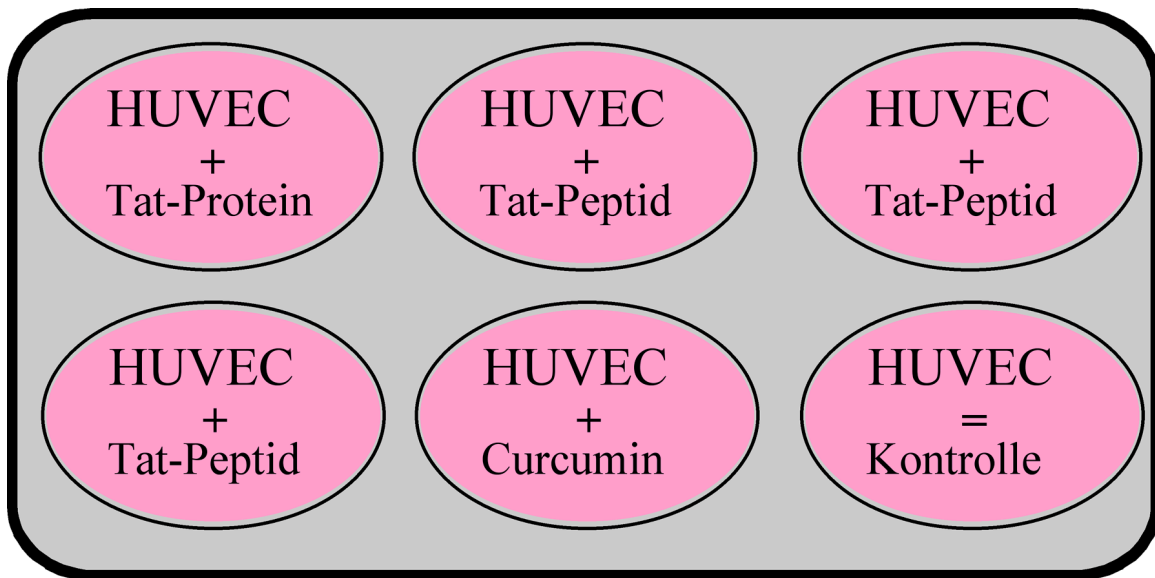 HUVEC
+
Tat-Protein
HUVEC
+
Tat-Peptid
HUVEC
+
Tat-Peptid
HUVEC
+
Tat-Peptid
HUVEC
+
Curcumin
HUVEC
=
Kontrolle